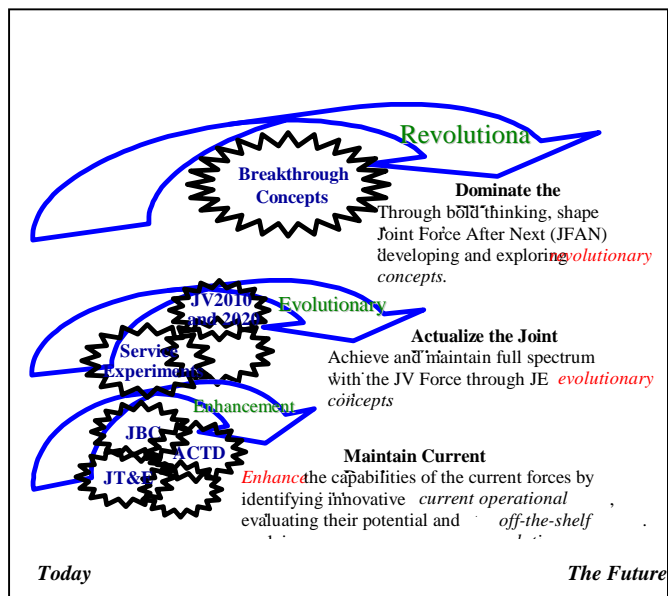 Revolutiona
Breakthrough
Concepts
Dominate the
Through bold thinking, shape
Joint Force After Next (JFAN)
developing and exploring revolutionary
concepts.
JV2010
and 2020
Evolutionary
Service
Experiments
Actualize the Joint
Achieve and maintain full spectrum
with the JV Force through JE evolutionary
concepts
Enhancement
JBC
ACTD
JT&E
Maintain Current
Enhance the capabilities of the current forces by
identifying innovative current operational ,
evaluating their potential and off-the-shelf .
Today
The Future